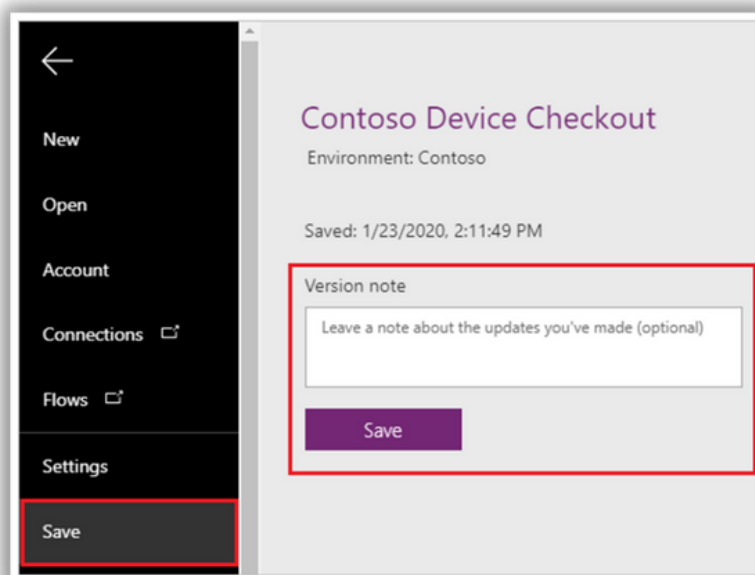 New
Open
Account
Connections
Flows
Settings
Save
Contoso Device Checkout
Environment: Contoso
Saved: 1/23/2020, 2:11:49 PM
Version note
Leave a note about the updates you've made (optional)
Save